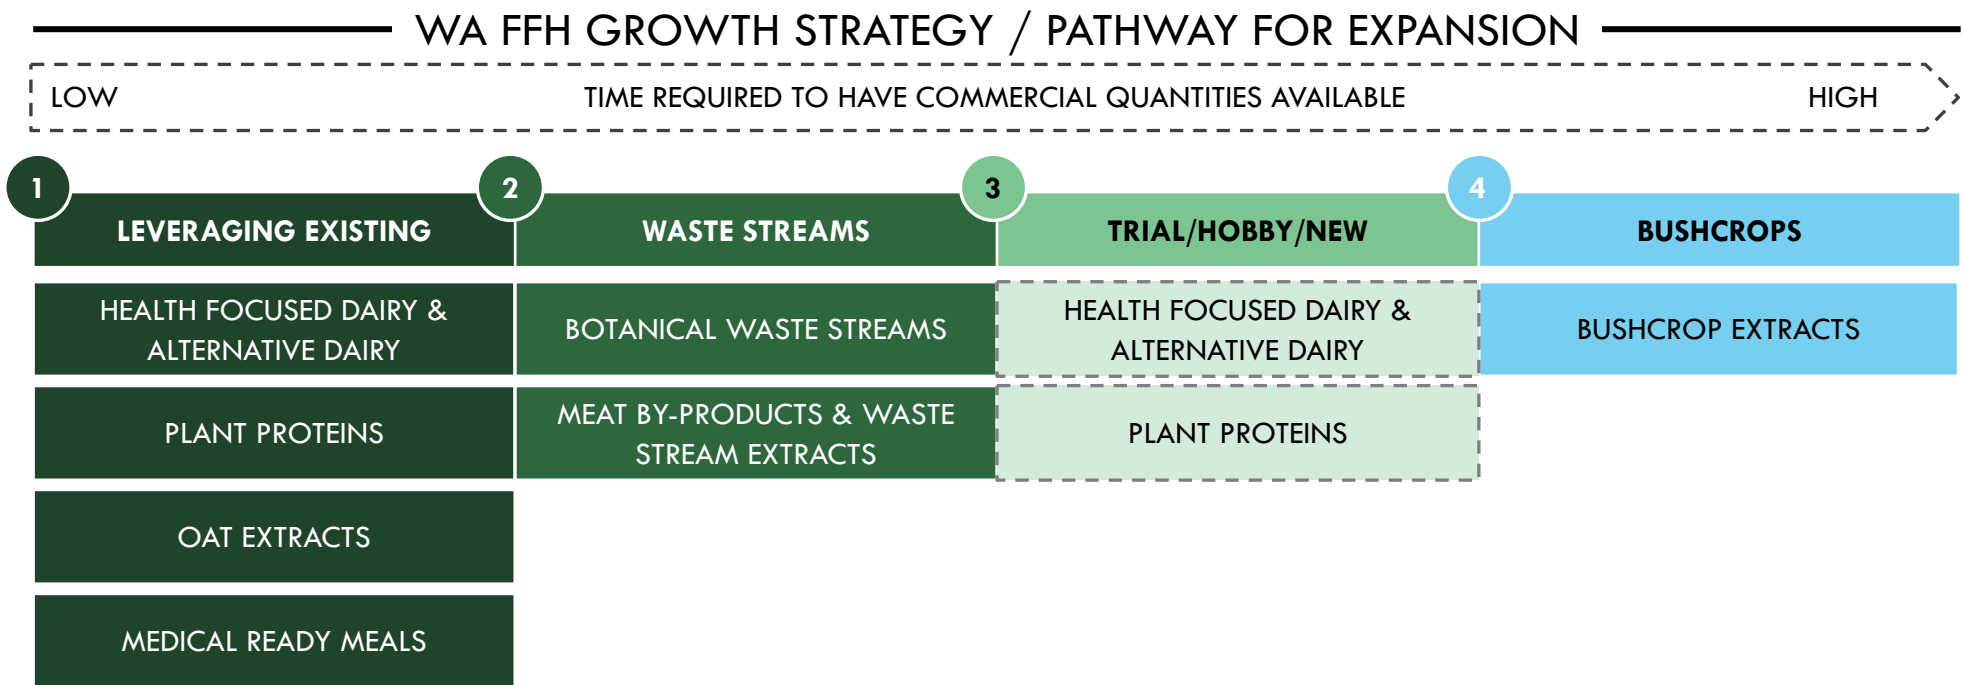 WA FFH GROWTH STRATEGY / PATHWAY FOR EXPANSION
LOW
TIME REQUIRED TO HAVE COMMERCIAL QUANTITIES AVAILABLE
HIGH
1
2
3
4
LEVERAGING EXISTING
WASTE STREAMS
TRIAL/HOBBY/NEW
BUSHCROPS
HEALTH FOCUSED DAIRY &
ALTERNATIVE DAIRY
BOTANICAL WASTE STREAMS
HEALTH FOCUSED DAIRY &
ALTERNATIVE DAIRY
BUSHCROP EXTRACTS
PLANT PROTEINS
MEAT BY-PRODUCTS & WASTE
STREAM EXTRACTS
PLANT PROTEINS
OAT EXTRACTS
MEDICAL READY MEALS